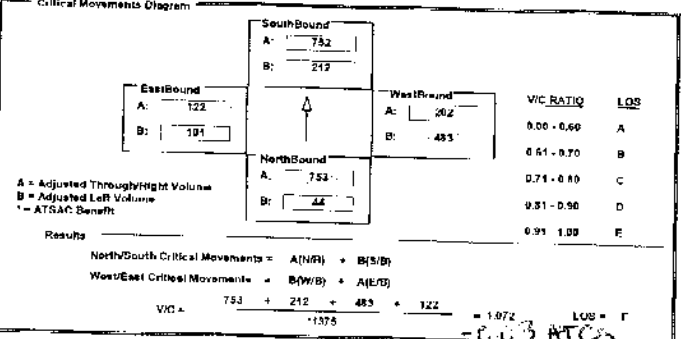 Critical Movements Diagram
SouthBound
A: 752
B: 212
EastBound
A: 122
B: 101
WestBound
A: 202
B: 483
NorthBound
A: 753
B: 44
V/C RATIO LOS
0.00 - 0.60 A
0.61 - 0.70 B
0.71 - 0.80 C
0.81 - 0.90 D
0.91 - 1.00 E
A = Adjusted Through/Right Volume
B = Adjusted Left Volume
* = ATSAC Benefit
Results
North/South Critical Movements = A(N/B) + B(S/B)
West/East Critical Movements = B(W/B) + A(E/B)
V/C = 753 + 212 + 483 + 122 = 1.072 LOS = F
*1375